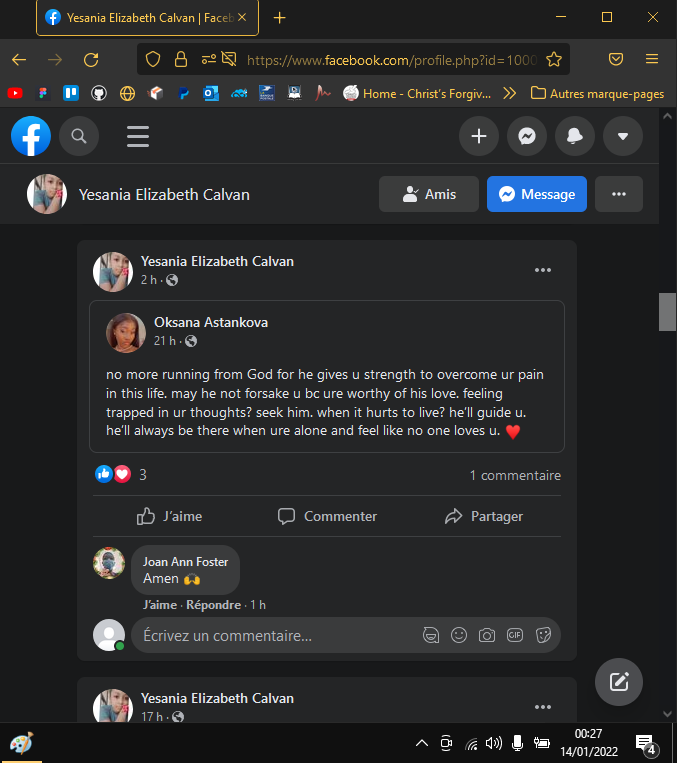 Yesania Elizabeth Calvan | Faceb
https://www.facebook.com/profile.php?id=1000
Home - Christ's Forgiv...
Autres marque-pages
Yesania Elizabeth Calvan
Amis
Message
Yesania Elizabeth Calvan
2 h ·
Oksana Astankova
21 h ·
no more running from God for he gives u strength to overcome ur pain
in this life. may he not forsake u bc ure worthy of his love. feeling
trapped in ur thoughts? seek him. when it hurts to live? he'll guide u.
he'll always be there when ure alone and feel like no one loves u. ❤️
3
1 commentaire
J'aime
Commenter
Partager
Joan Ann Foster
Amen 🙌
J'aime · Répondre · 1 h
Écrivez un commentaire...
GIF
Yesania Elizabeth Calvan
17 h ·
00:27
14/01/2022
4